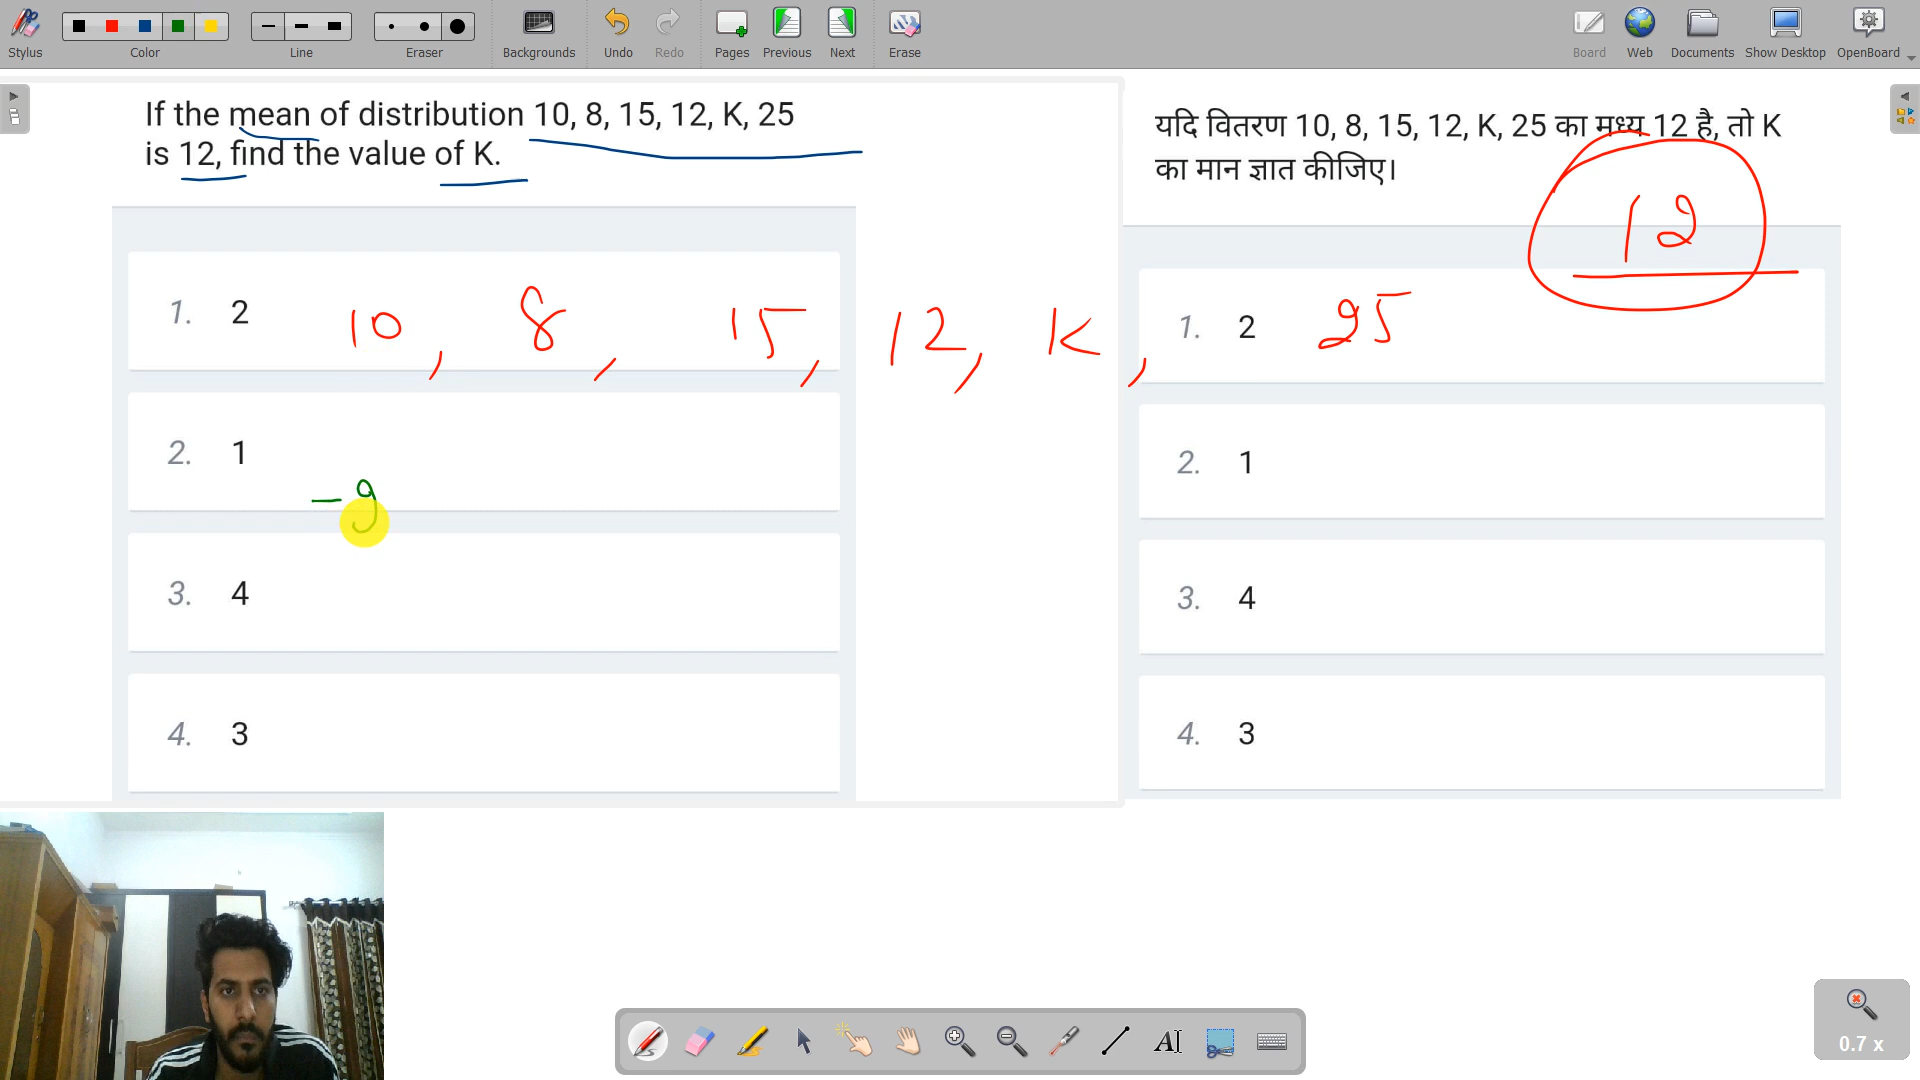 Stylus
Color
Line
Eraser
Backgrounds
Undo
Redo
Pages
Previous
Next
Erase
Board
Web
Documents
Show Desktop
OpenBoard
If the mean of distribution 10, 8, 15, 12, K, 25
is 12, find the value of K.
1. 2
2. 1
3. 4
4. 3
यदि वितरण 10, 8, 15, 12, K, 25 का मध्य 12 है, तो K
का मान ज्ञात कीजिए।
12
1. 2
2. 1
3. 4
4. 3
10, 8, 15, 12, K, 25
-9
AI
0.7 x